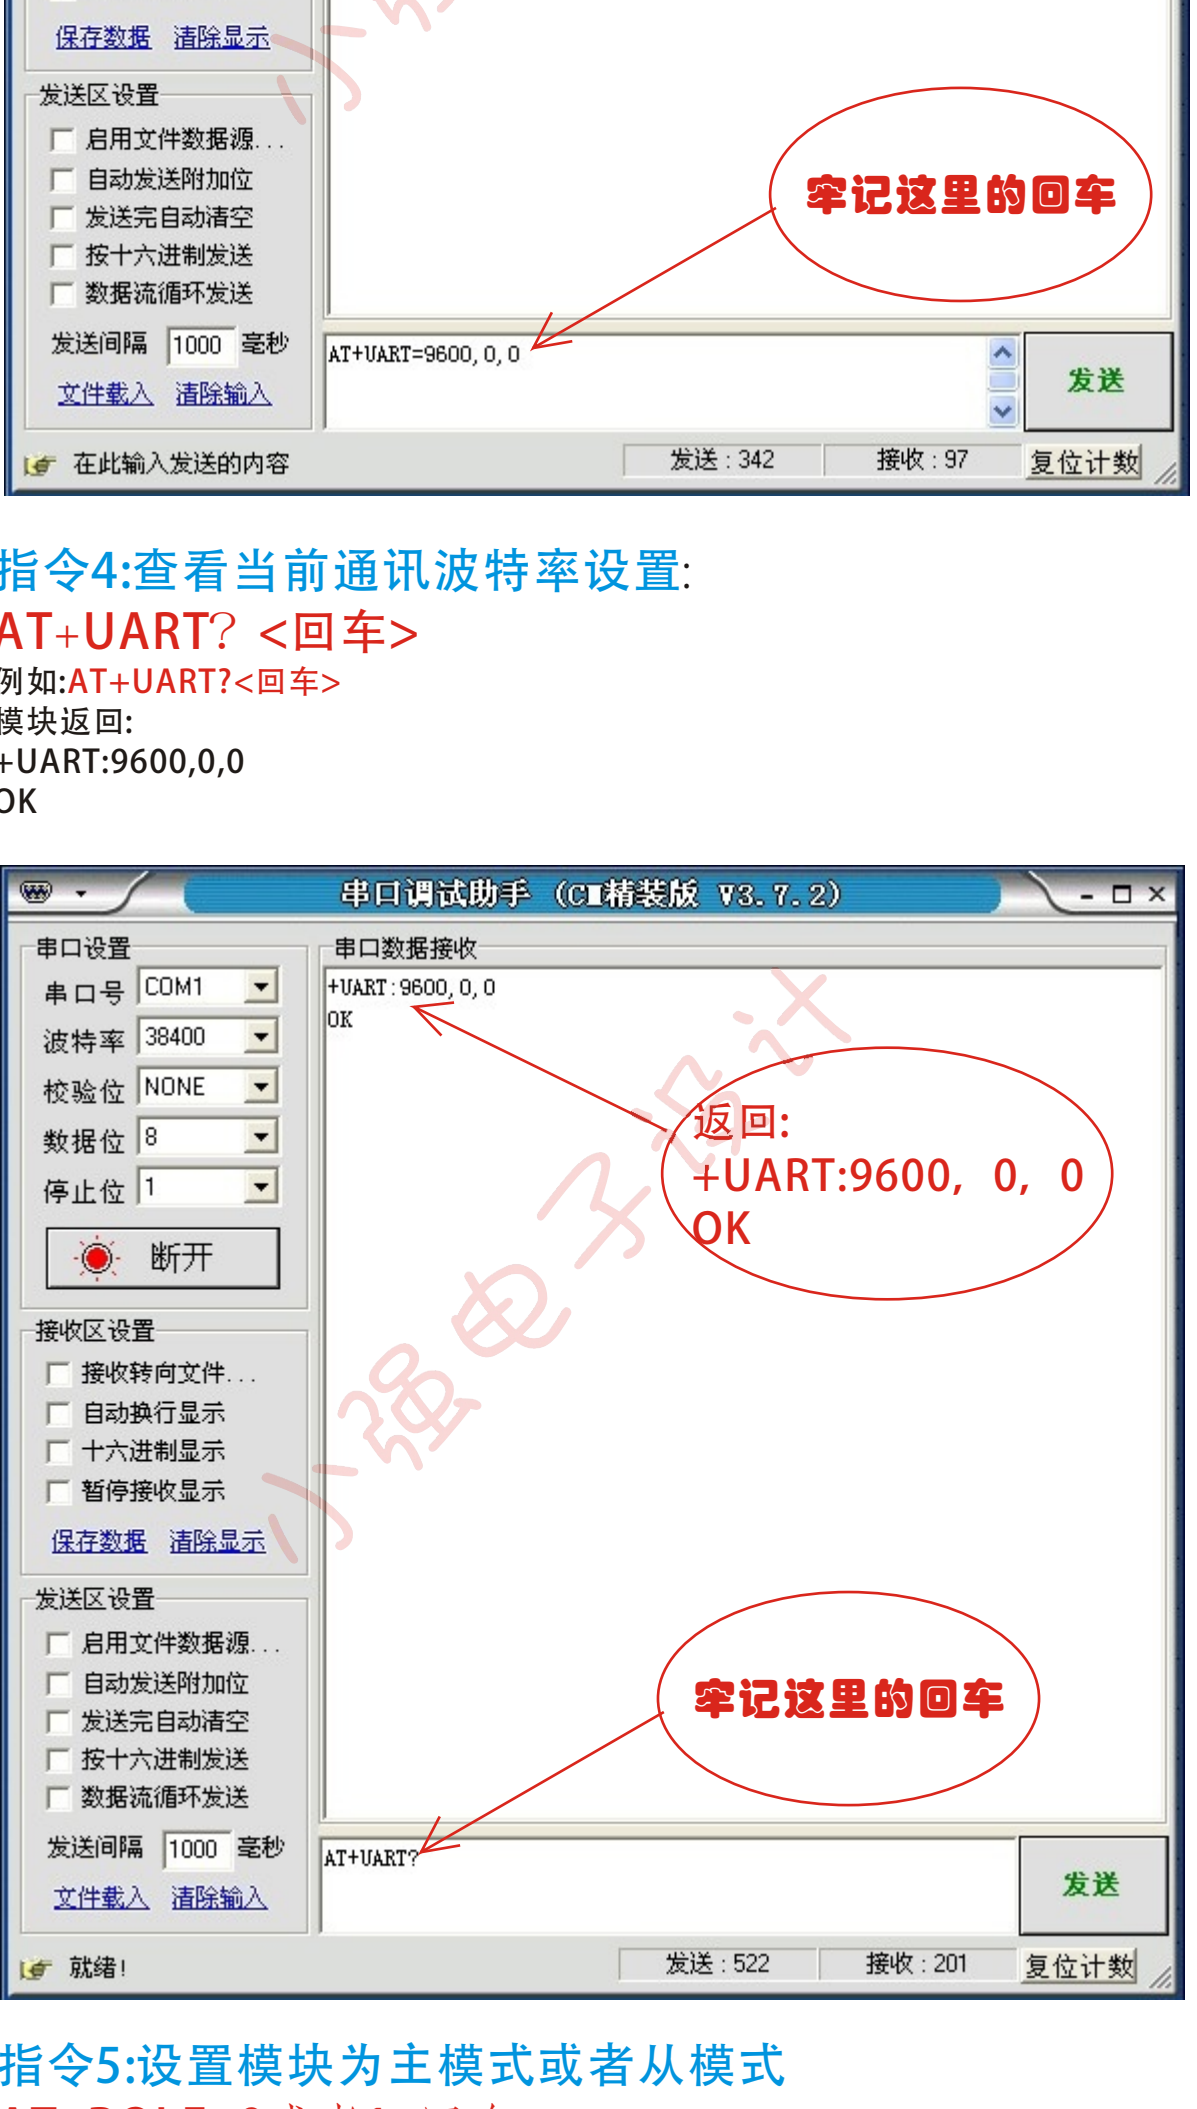 保存数据 清除显示
发送区设置
启用文件数据源...
自动发送附加位
发送完自动清空
按十六进制发送
数据流循环发送
发送间隔 1000 毫秒
文件载入 清除输入
牢记这里的回车
AT+UART=9600,0,0
发送
在此输入发送的内容
发送:342 接收:97 复位计数
指令4:查看当前通讯波特率设置:
AT+UART? <回车>
例如:AT+UART?<回车>
模块返回:
+UART:9600,0,0
OK
串口调试助手 (CM精装版 V3.7.2)
串口设置
串口号 COM1
波特率 38400
校验位 NONE
数据位 8
停止位 1
断开
接收区设置
接收转向文件...
自动换行显示
十六进制显示
暂停接收显示
保存数据 清除显示
发送区设置
启用文件数据源...
自动发送附加位
发送完自动清空
按十六进制发送
数据流循环发送
发送间隔 1000 毫秒
文件载入 清除输入
串口数据接收
+UART:9600,0,0
OK
返回:
+UART:9600, 0, 0
OK
小强电子设计
牢记这里的回车
AT+UART?
发送
就绪!
发送:522 接收:201 复位计数
指令5:设置模块为主模式或者从模式